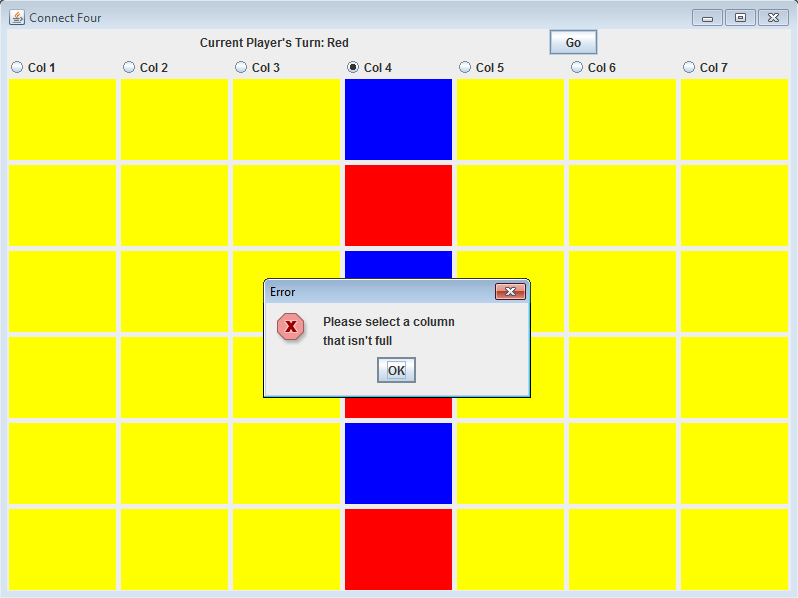 Connect Four
Current Player's Turn: Red
Go
Col 1
Col 2
Col 3
Col 4
Col 5
Col 6
Col 7
Error
Please select a column
that isn't full
OK